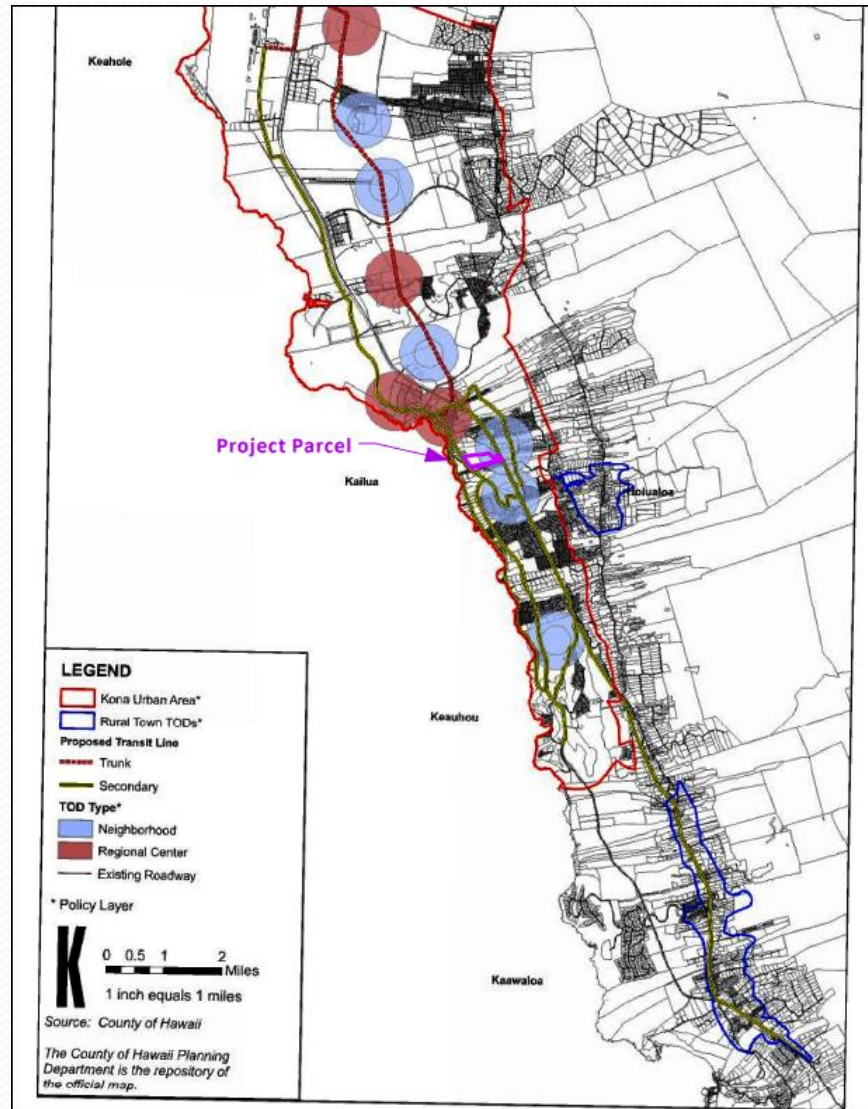 Keahole
Project Parcel
Kailua
Holualoa
Keauhou
Kaawaloa
LEGEND
Kona Urban Area*
Rural Town TODs*
Proposed Transit Line
Trunk
Secondary
TOD Type*
Neighborhood
Regional Center
Existing Roadway
* Policy Layer
K
0 0.5 1 2
Miles
1 inch equals 1 miles
Source: County of Hawaii
The County of Hawaii Planning
Department is the repository of
the official map.